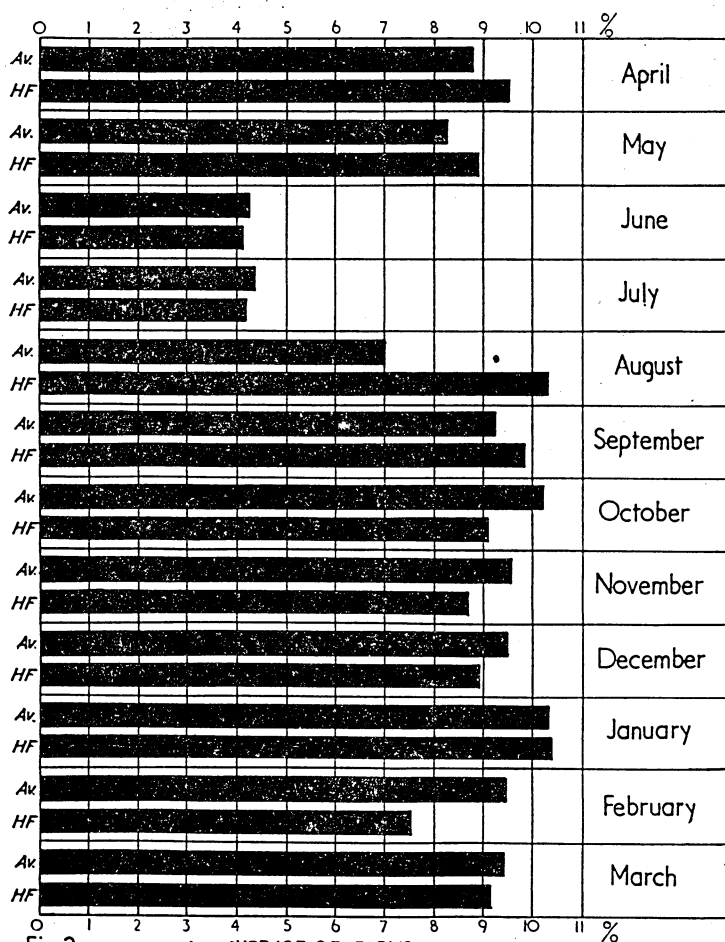 0 1 2 3 4 5 6 7 8 9 10 11 %
Av.
HF
April
Av.
HF
May
Av.
HF
June
Av.
HF
July
Av.
HF
August
Av.
HF
September
Av.
HF
October
Av.
HF
November
Av.
HF
December
Av.
HF
January
Av.
HF
February
Av.
HF
March
0 1 2 3 4 5 6 7 8 9 10 11 %